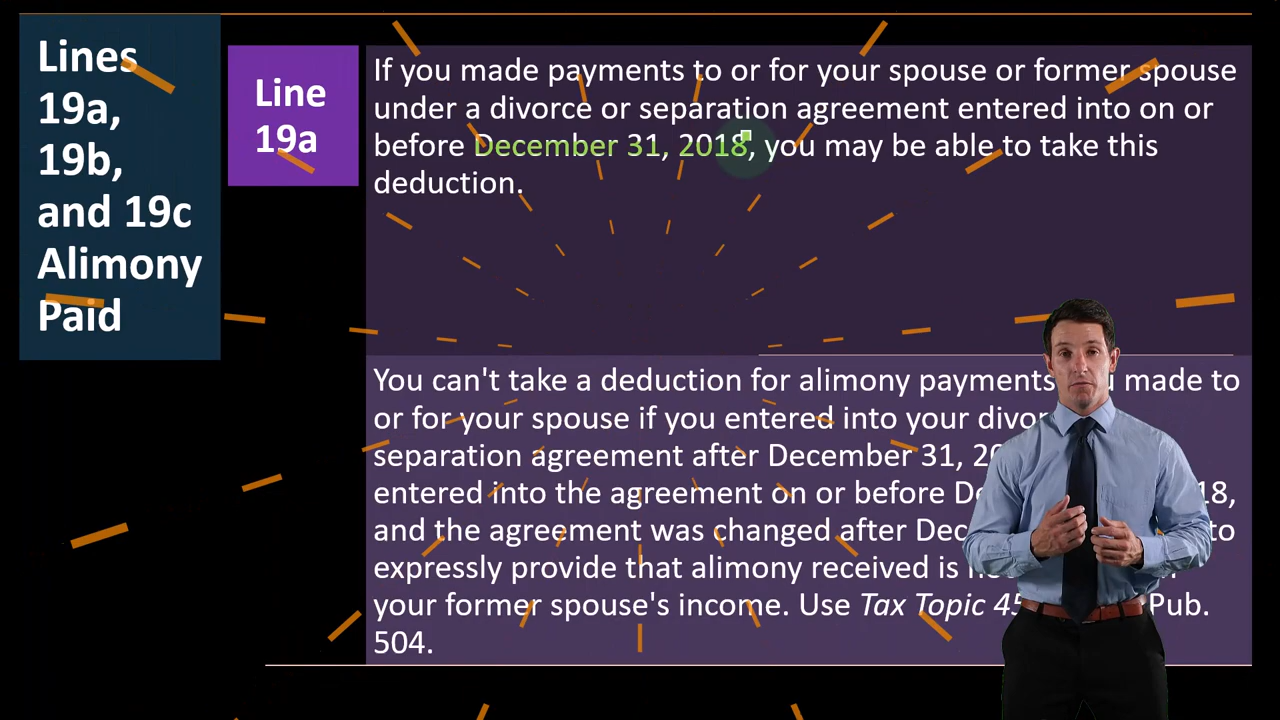 Lines
19a,
19b,
and 19c
Alimony
Paid
Line
19a
If you made payments to or for your spouse or former spouse
under a divorce or separation agreement entered into on or
before December 31, 2018, you may be able to take this
deduction.
You can't take a deduction for alimony payments made to
or for your spouse if you entered into your
separation agreement after December 31,
entered into the agreement on or before
and the agreement was changed after to
expressly provide that alimony received is
your former spouse's income. Use Tax Topic Pub.
504.